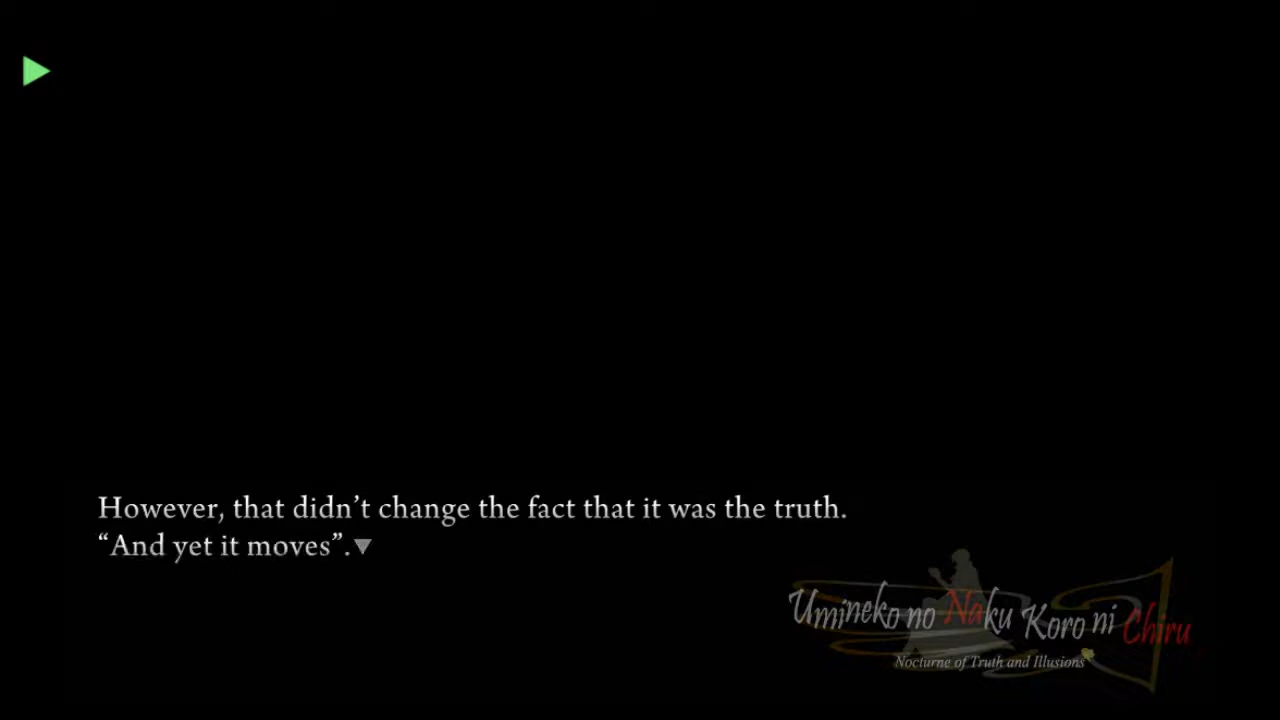 However, that didn’t change the fact that it was the truth.
“And yet it moves”.
Umineko no Naku Koro ni Chiru
Nocturne of Truth and Illusions